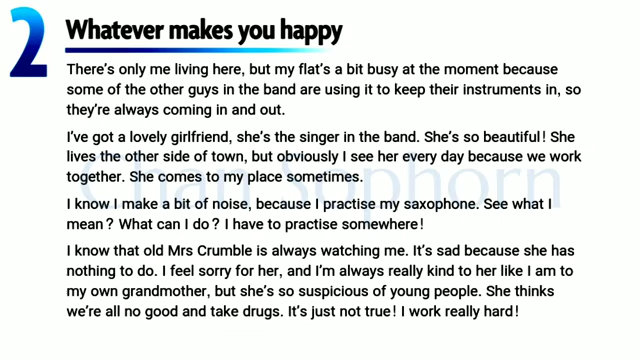 2
Whatever makes you happy
There's only me living here, but my flat's a bit busy at the moment because
some of the other guys in the band are using it to keep their instruments in, so
they're always coming in and out.
I've got a lovely girlfriend, she's the singer in the band. She's so beautiful! She
lives the other side of town, but obviously I see her every day because we work
together. She comes to my place sometimes.
Chan Sophorn
I know I make a bit of noise, because I practise my saxophone. See what I
mean? What can I do? I have to practise somewhere!
I know that old Mrs Crumble is always watching me. It's sad because she has
nothing to do. I feel sorry for her, and I'm always really kind to her like I am to
my own grandmother, but she's so suspicious of young people. She thinks
we're all no good and take drugs. It's just not true! I work really hard!